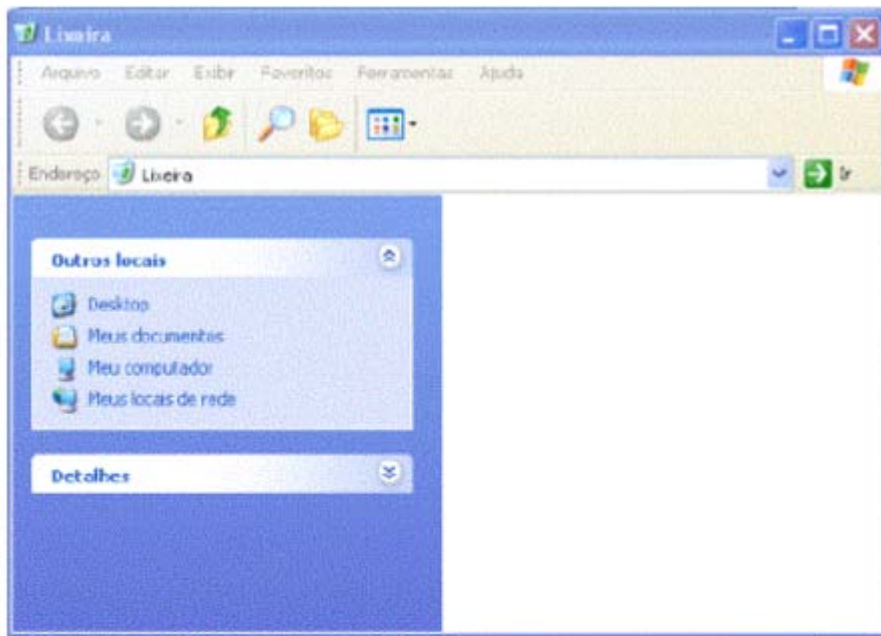 Lixeira
Arquivo Editar Exibir Favoritos Ferramentas Ajuda
Endereço Lixeira Ir
Outros locais
Desktop
Meus documentos
Meu computador
Meus locais de rede
Detalhes